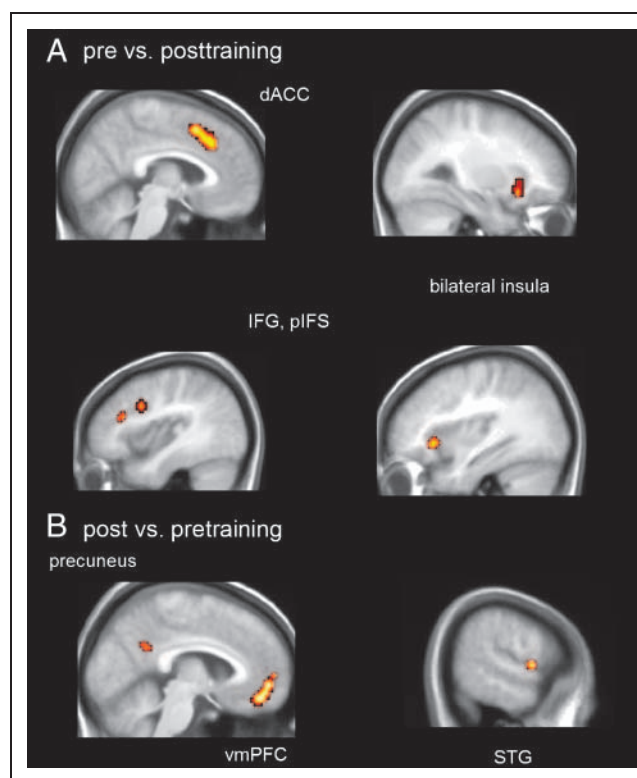 A pre vs. posttraining
dACC
bilateral insula
IFG, pIFS
B post vs. pretraining
precuneus
vmPFC
STG